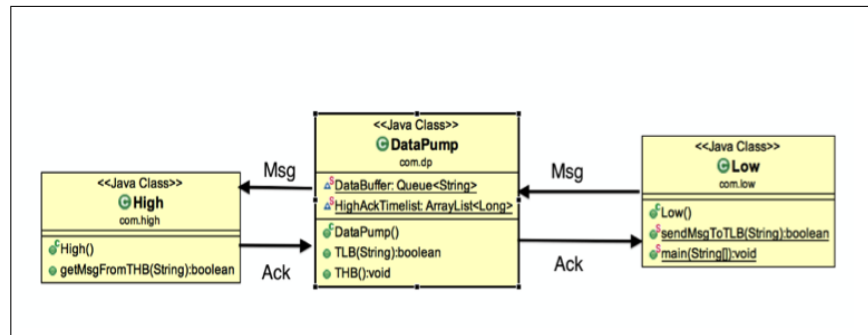 <<Java Class>>
High
com.high
High()
getMsgFromTHB(String):boolean
Msg
Ack
<<Java Class>>
DataPump
com.dp
DataBuffer: Queue<String>
HighAckTimelist: ArrayList<Long>
DataPump()
TLB(String):boolean
THB():void
Msg
Ack
<<Java Class>>
Low
com.low
Low()
sendMsgToTLB(String):boolean
main(String[]):void